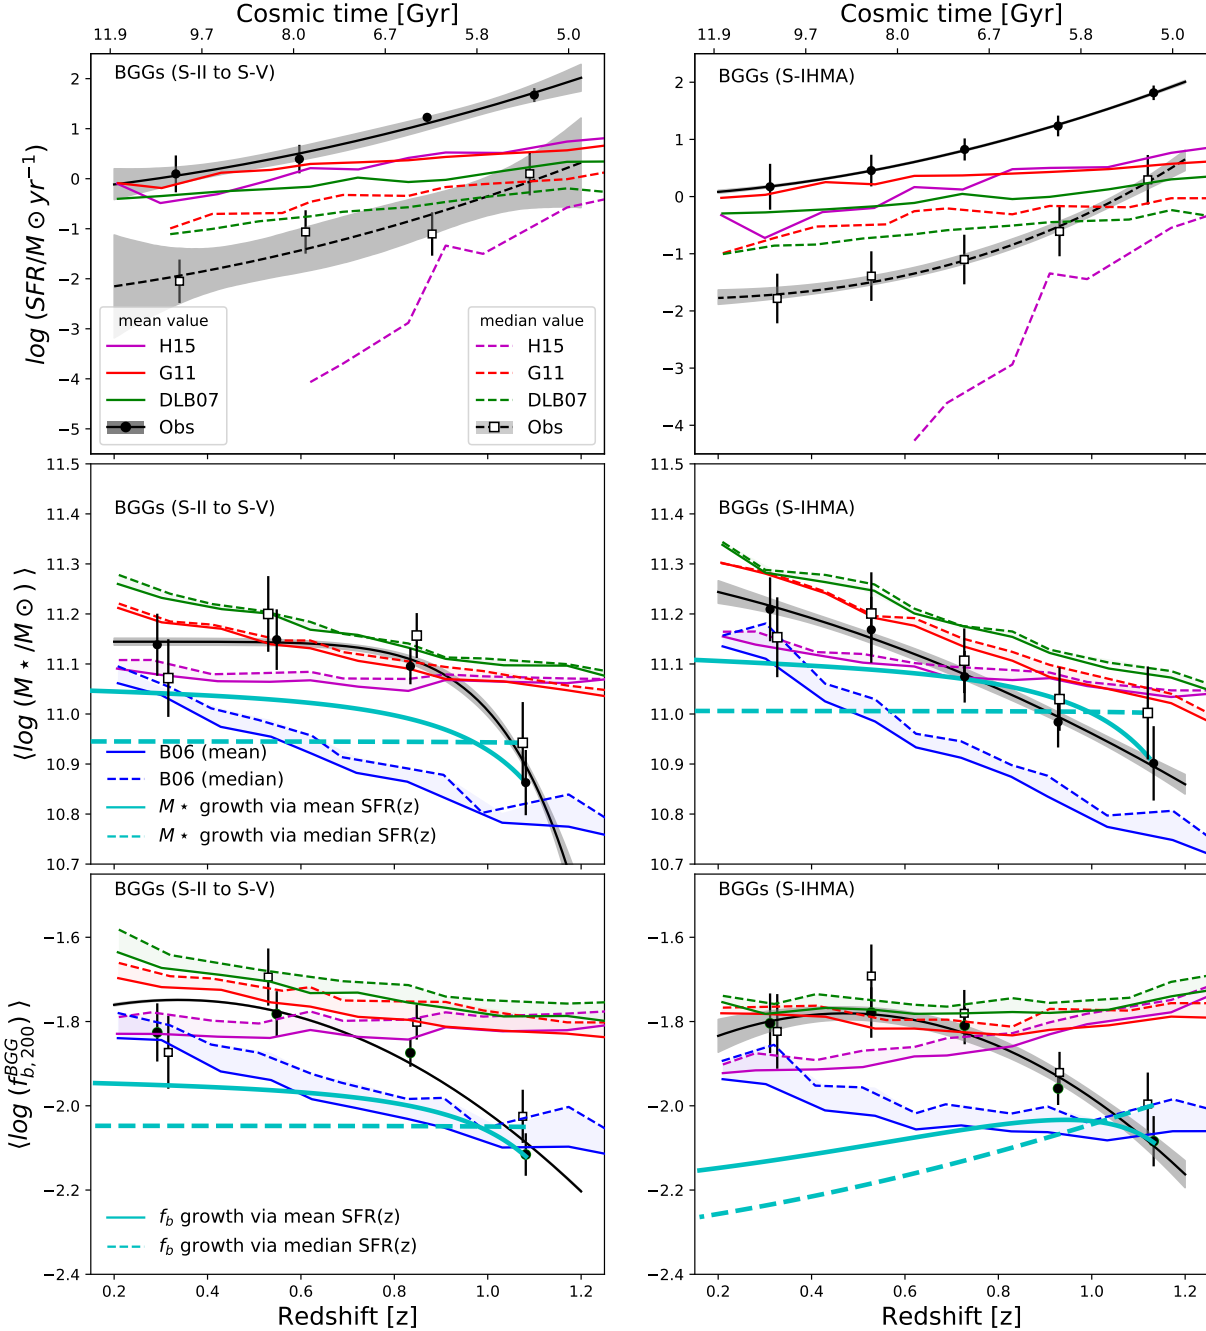 Cosmic time [Gyr] Cosmic time [Gyr]
11.9 9.7 8.0 6.7 5.8 5.0 11.9 9.7 8.0 6.7 5.8 5.0
BGGs (S-II to S-V) BGGs (S-IHMA)
log (SFR/M⊙yr⁻¹)
2 1 0 −1 −2 −3 −4 −5
2 1 0 −1 −2 −3 −4
mean value
H15
G11
DLB07
Obs
median value
H15
G11
DLB07
Obs
BGGs (S-II to S-V) BGGs (S-IHMA)
⟨log (M⋆/M⊙)⟩
11.5 11.4 11.3 11.2 11.1 11.0 10.9 10.8 10.7
11.5 11.4 11.3 11.2 11.1 11.0 10.9 10.8 10.7
B06 (mean)
B06 (median)
M⋆ growth via mean SFR(z)
M⋆ growth via median SFR(z)
BGGs (S-II to S-V) BGGs (S-IHMA)
⟨log (f_{b,200}^{BGG})⟩
−1.6 −1.8 −2.0 −2.2 −2.4
−1.6 −1.8 −2.0 −2.2 −2.4
f_b growth via mean SFR(z)
f_b growth via median SFR(z)
0.2 0.4 0.6 0.8 1.0 1.2 0.2 0.4 0.6 0.8 1.0 1.2
Redshift [z] Redshift [z]